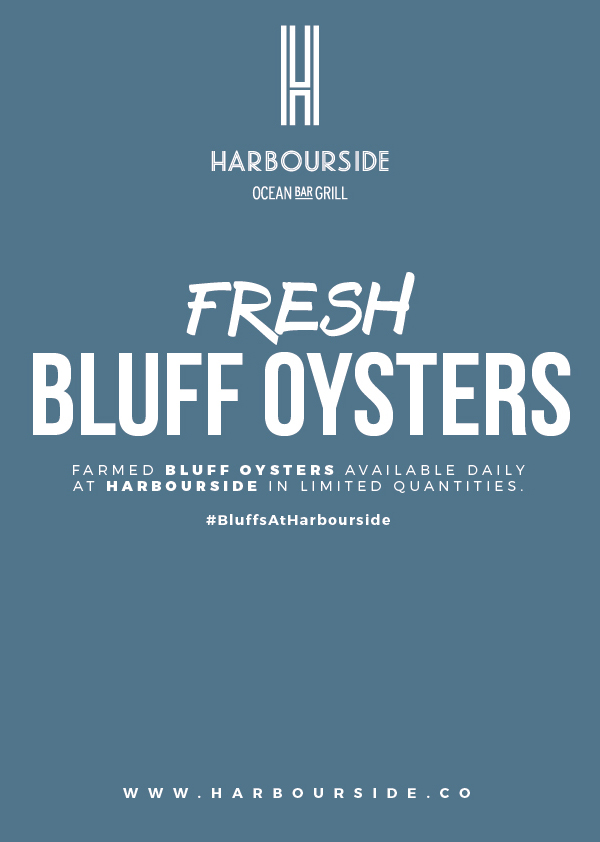 HARBOURSIDE
OCEAN BAR GRILL
FRESH
BLUFF OYSTERS
FARMED BLUFF OYSTERS AVAILABLE DAILY
AT HARBOURSIDE IN LIMITED QUANTITIES.
#BluffsAtHarbourside
WWW.HARBOURSIDE.CO